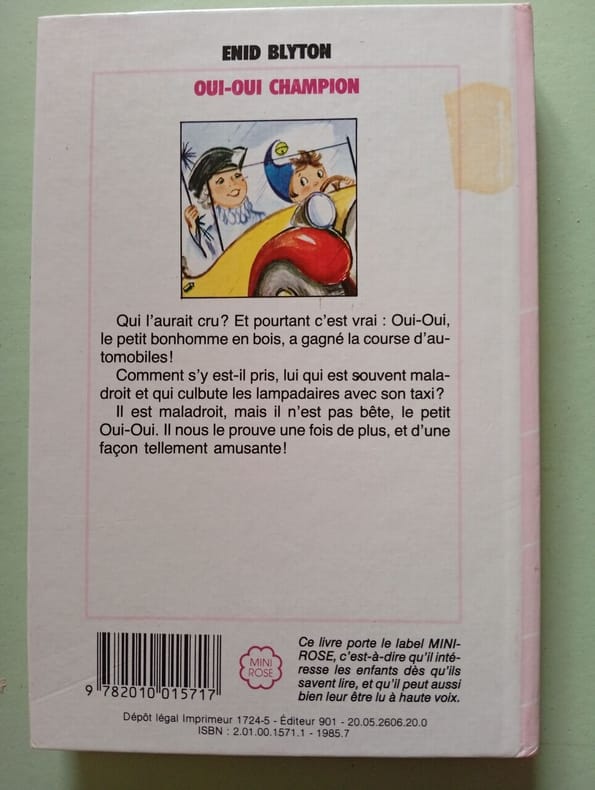 ENID BLYTON
OUI-OUI CHAMPION
Qui l'aurait cru? Et pourtant c'est vrai : Oui-Oui,
le petit bonhomme en bois, a gagné la course d'au-
tomobiles!
Comment s'y est-il pris, lui qui est souvent mala-
droit et qui culbute les lampadaires avec son taxi?
Il est maladroit, mais il n'est pas bête, le petit
Oui-Oui. Il nous le prouve une fois de plus, et d'une
façon tellement amusante!
9 782010 015717
MINI
ROSE
Ce livre porte le label MINI-
ROSE, c'est-à-dire qu'il inté-
resse les enfants dès qu'ils
savent lire, et qu'il peut aussi
bien leur être lu à haute voix.
Dépôt légal Imprimeur 1724-5 - Éditeur 901 - 20.05.2606.20.0
ISBN : 2.01.00.1571.1 - 1985.7